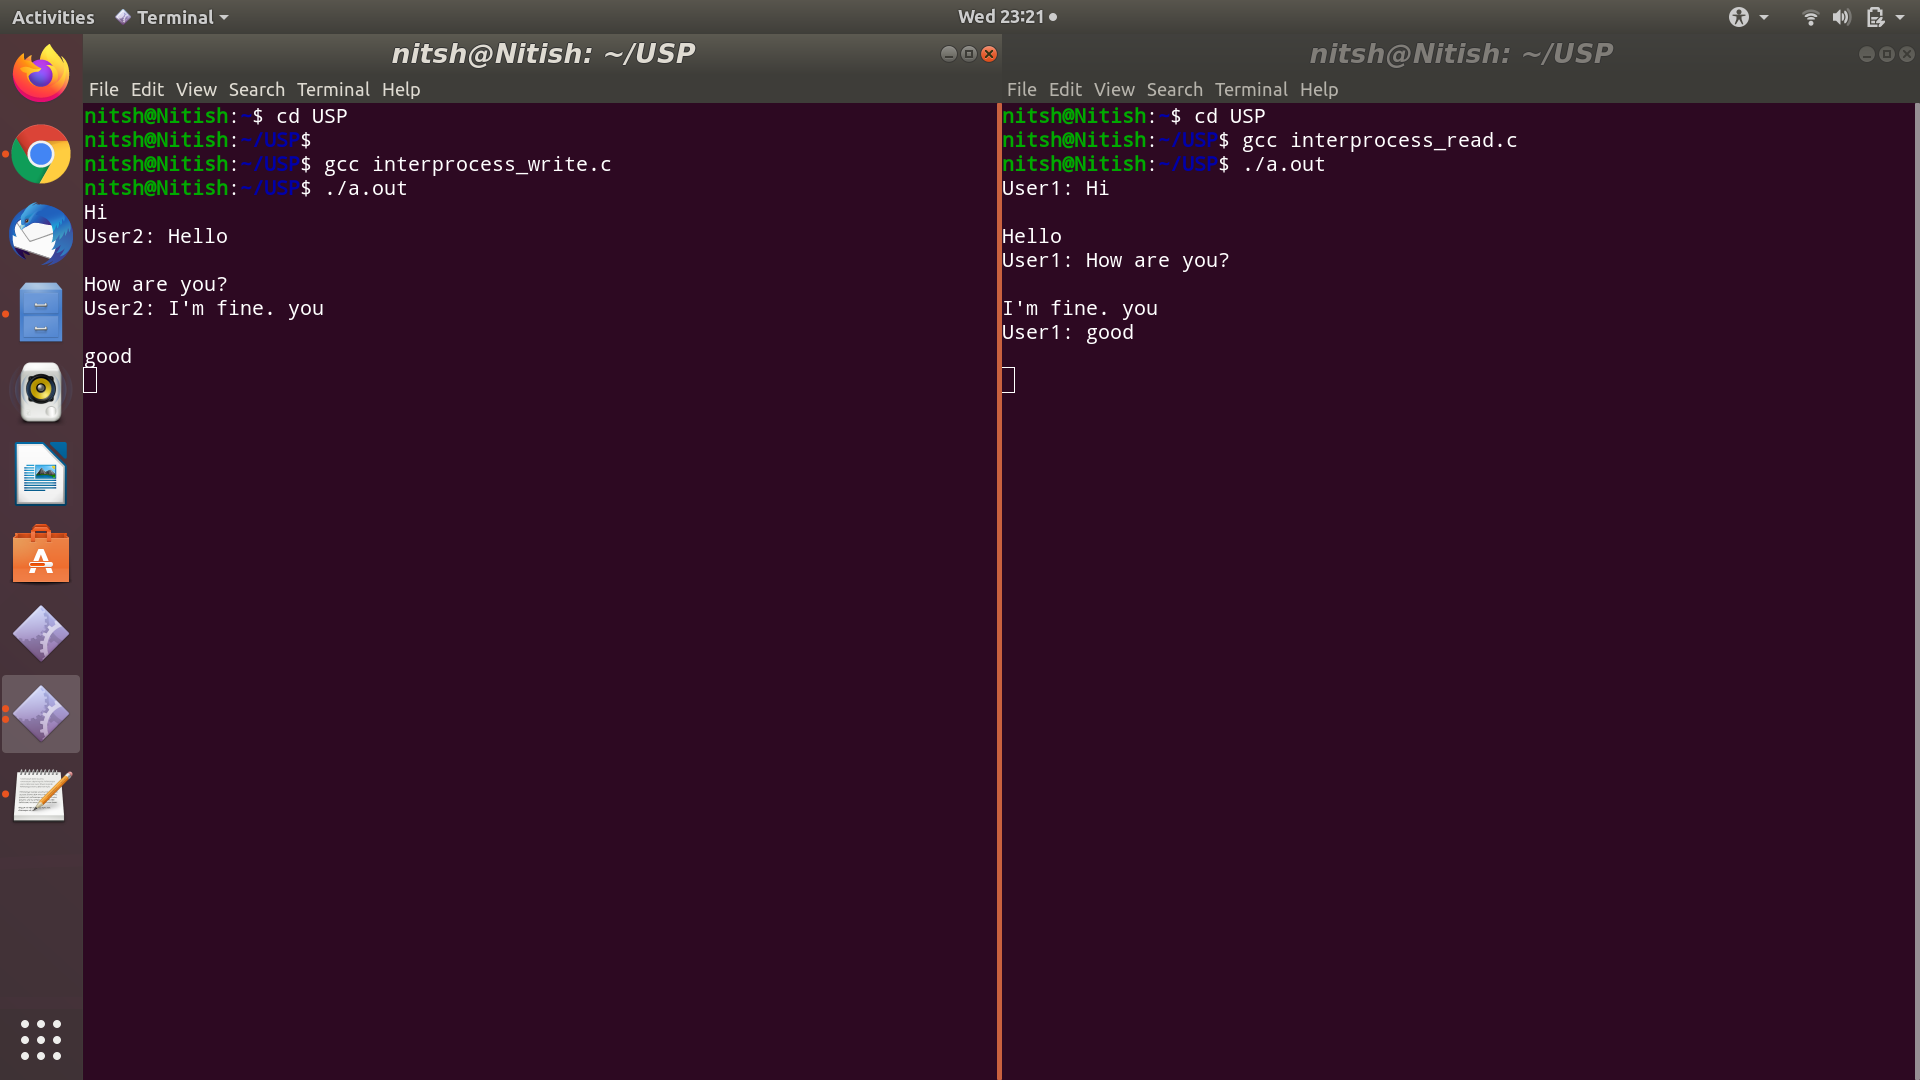 Activities Terminal Wed 23:21
nitsh@Nitish: ~/USP
File Edit View Search Terminal Help
nitsh@Nitish:~$ cd USP
nitsh@Nitish:~/USP$
nitsh@Nitish:~/USP$ gcc interprocess_write.c
nitsh@Nitish:~/USP$ ./a.out
Hi
User2: Hello
How are you?
User2: I'm fine. you
good
nitsh@Nitish: ~/USP
File Edit View Search Terminal Help
nitsh@Nitish:~$ cd USP
nitsh@Nitish:~/USP$ gcc interprocess_read.c
nitsh@Nitish:~/USP$ ./a.out
User1: Hi
Hello
User1: How are you?
I'm fine. you
User1: good